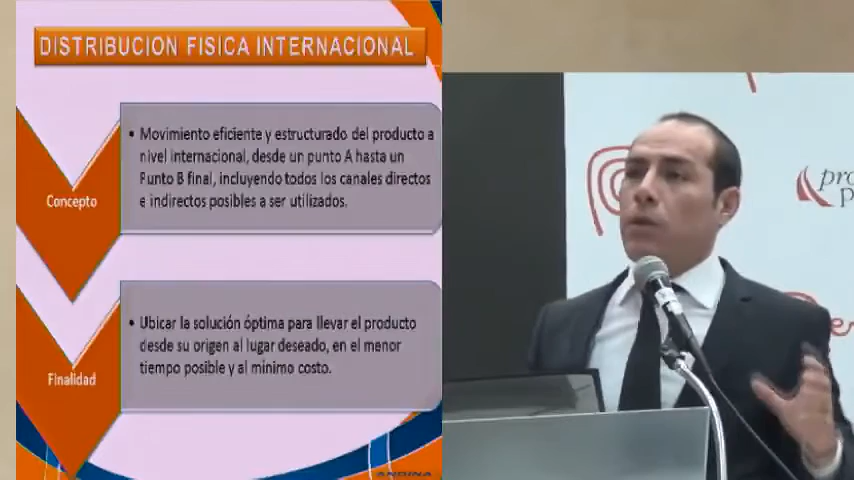 DISTRIBUCION FISICA INTERNACIONAL
Concepto
• Movimiento eficiente y estructurado del producto a
nivel internacional, desde un punto A hasta un
Punto B final, incluyendo todos los canales directos
e indirectos posibles a ser utilizados.
Finalidad
• Ubicar la solución óptima para llevar el producto
desde su origen al lugar deseado, en el menor
tiempo posible y al mínimo costo.
ANDINA